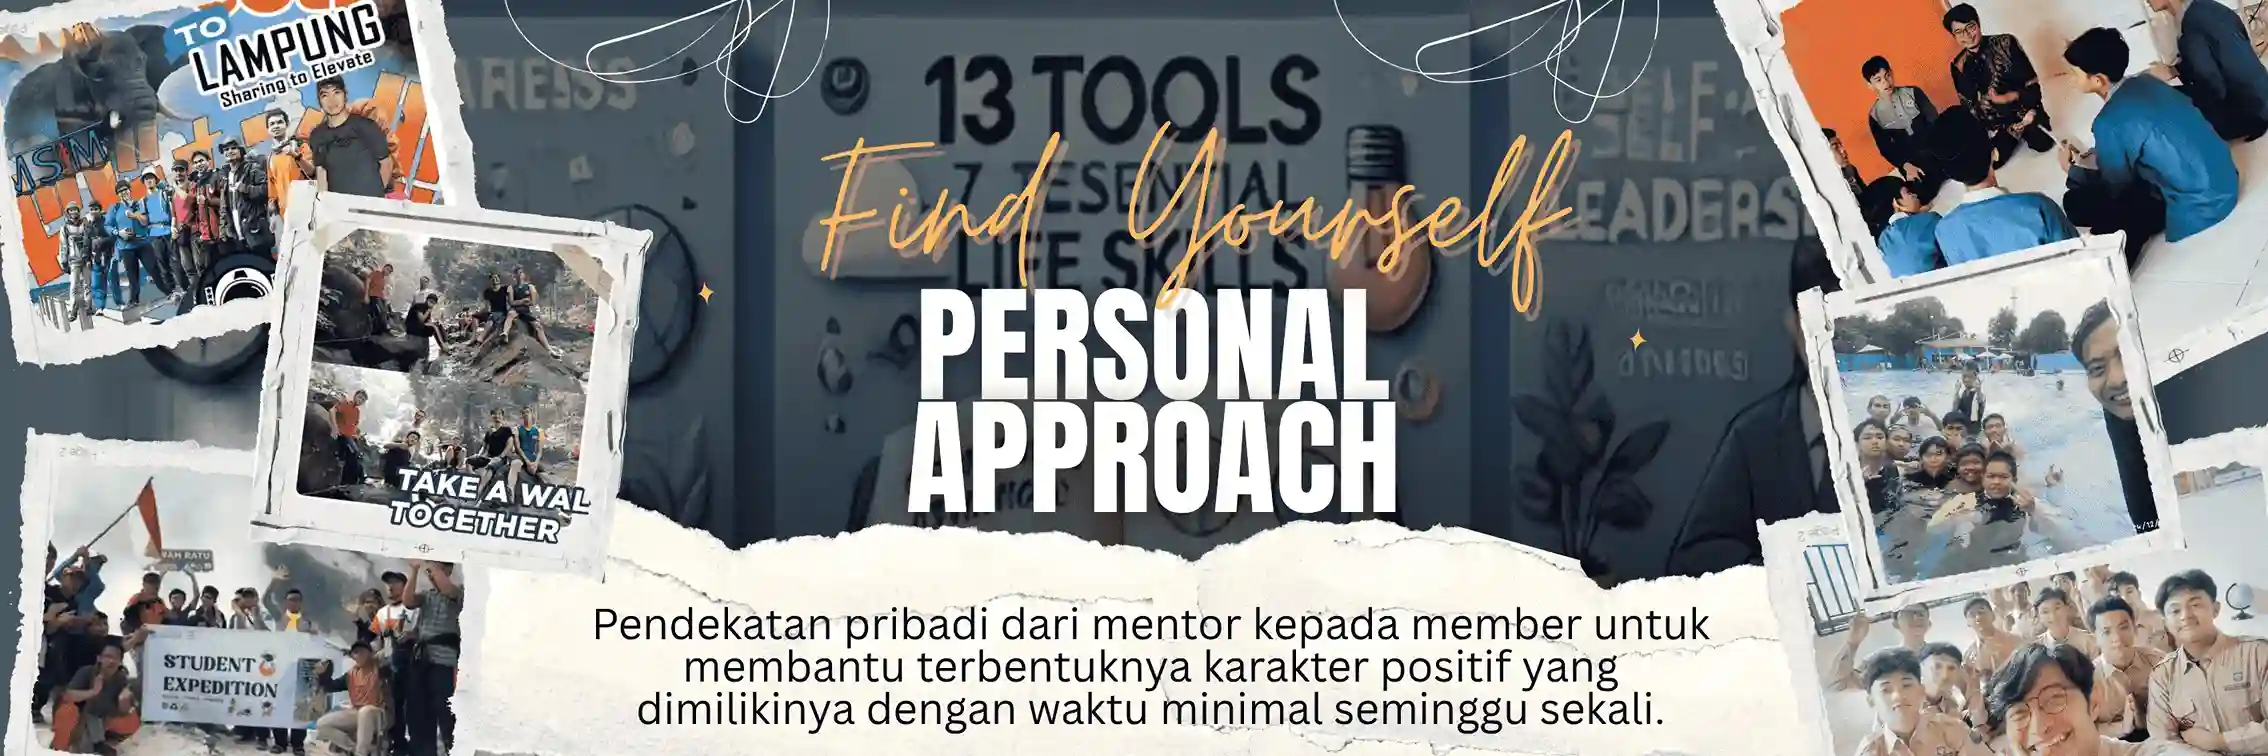 TO
LAMPUNG
Sharing to Elevate
13 TOOLS
LIFE SKILLS
SELF
Find Yourself
PERSONAL
APPROACH
TAKE A WAL
TOGETHER
STUDENT
EXPEDITION
Pendekatan pribadi dari mentor kepada member untuk
membantu terbentuknya karakter positif yang
dimilikinya dengan waktu minimal seminggu sekali.